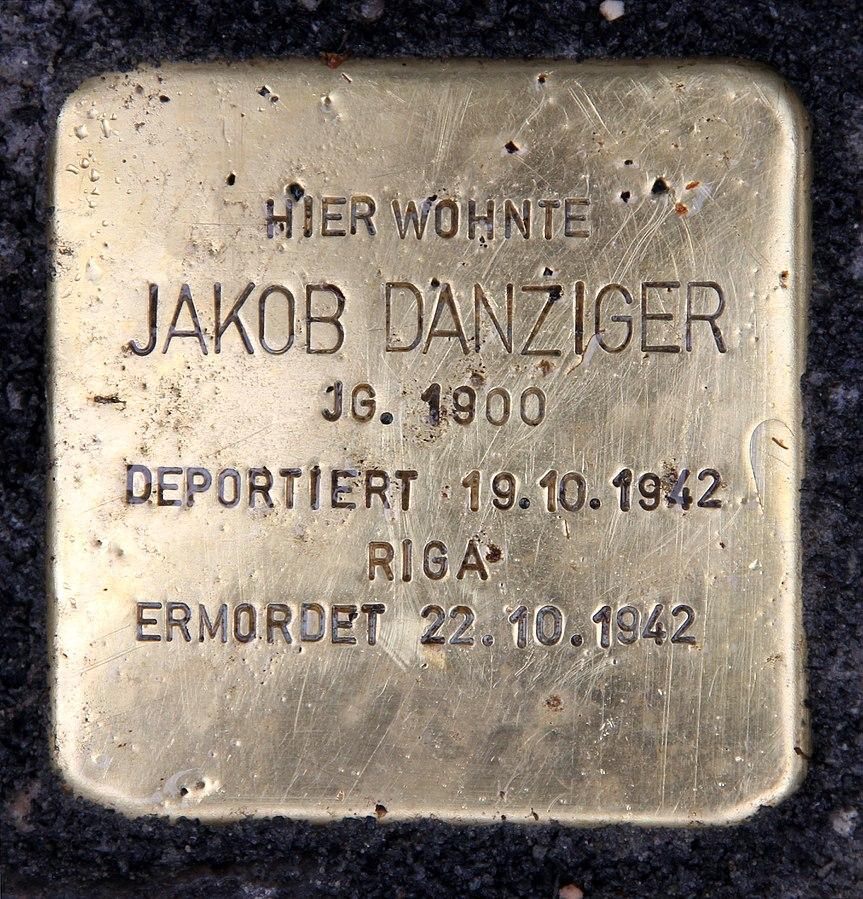 HIER WOHNTE
JAKOB DANZIGER
JG. 1900
DEPORTIERT 19.10.1942
RIGA
ERMORDET 22.10.1942